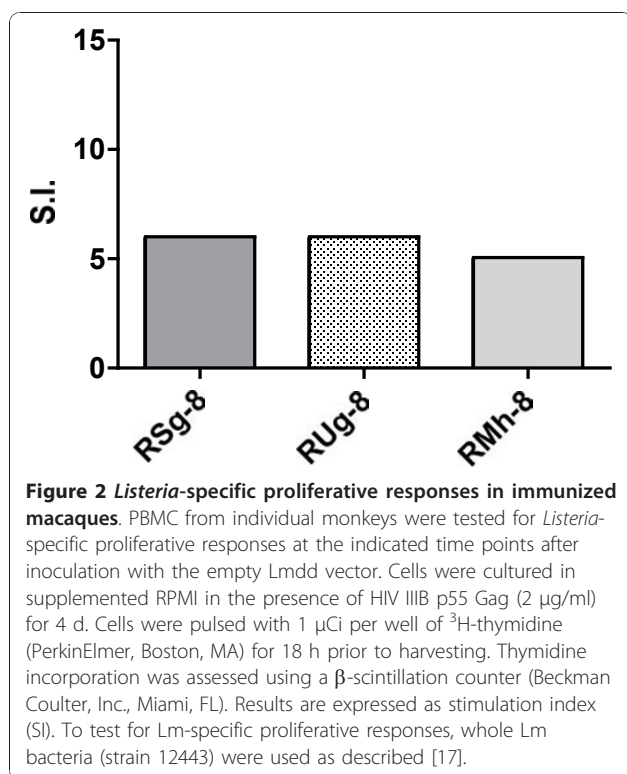 15
10
S.I.
5
0
RSg-8 RUg-8 RMh-8
Figure 2 Listeria-specific proliferative responses in immunized
macaques. PBMC from individual monkeys were tested for Listeria-
specific proliferative responses at the indicated time points after
inoculation with the empty Lmdd vector. Cells were cultured in
supplemented RPMI in the presence of HIV IIIB p55 Gag (2 μg/ml)
for 4 d. Cells were pulsed with 1 μCi per well of ³H-thymidine
(PerkinElmer, Boston, MA) for 18 h prior to harvesting. Thymidine
incorporation was assessed using a β-scintillation counter (Beckman
Coulter, Inc., Miami, FL). Results are expressed as stimulation index
(SI). To test for Lm-specific proliferative responses, whole Lm
bacteria (strain 12443) were used as described [17].